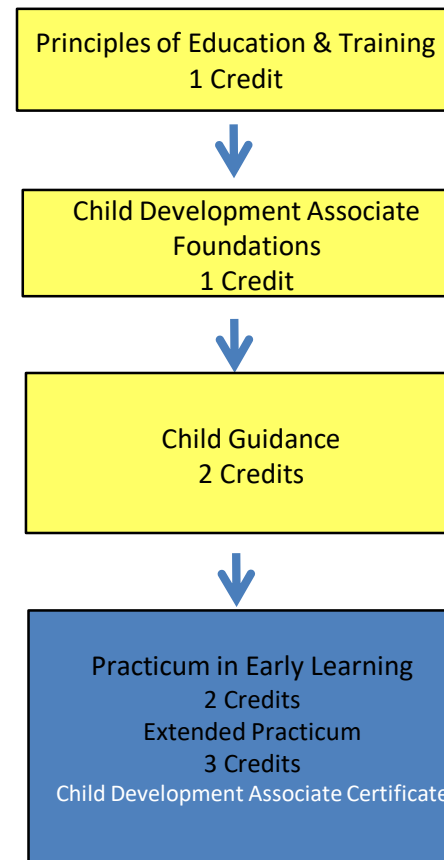 Principles of Education & Training
1 Credit
Child Development Associate
Foundations
1 Credit
Child Guidance
2 Credits
Practicum in Early Learning
2 Credits
Extended Practicum
3 Credits
Child Development Associate Certificate